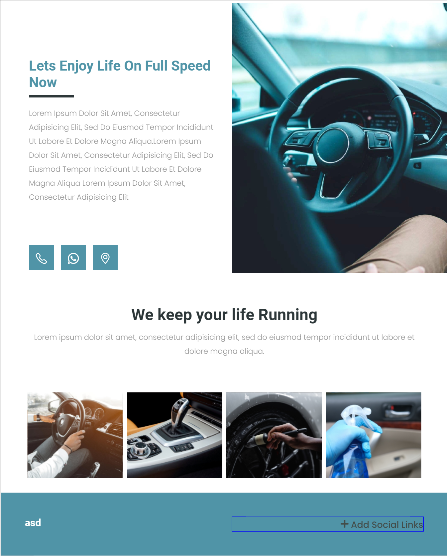 Lets Enjoy Life On Full Speed
Now
Lorem Ipsum Dolor Sit Amet, Consectetur
Adipisicing Elit, Sed Do Eiusmod Tempor Incididunt
Ut Labore Et Dolore Magna Aliqua.Lorem Ipsum
Dolor Sit Amet, Consectetur Adipisicing Elit, Sed Do
Eiusmod Tempor Incididunt Ut Labore Et Dolore
Magna Aliqua.Lorem Ipsum Dolor Sit Amet,
Consectetur Adipisicing Elit.
We keep your life Running
Lorem ipsum dolor sit amet, consectetur adipisicing elit, sed do eiusmod tempor incididunt ut labore et
dolore magna aliqua.
asd
+ Add Social Links